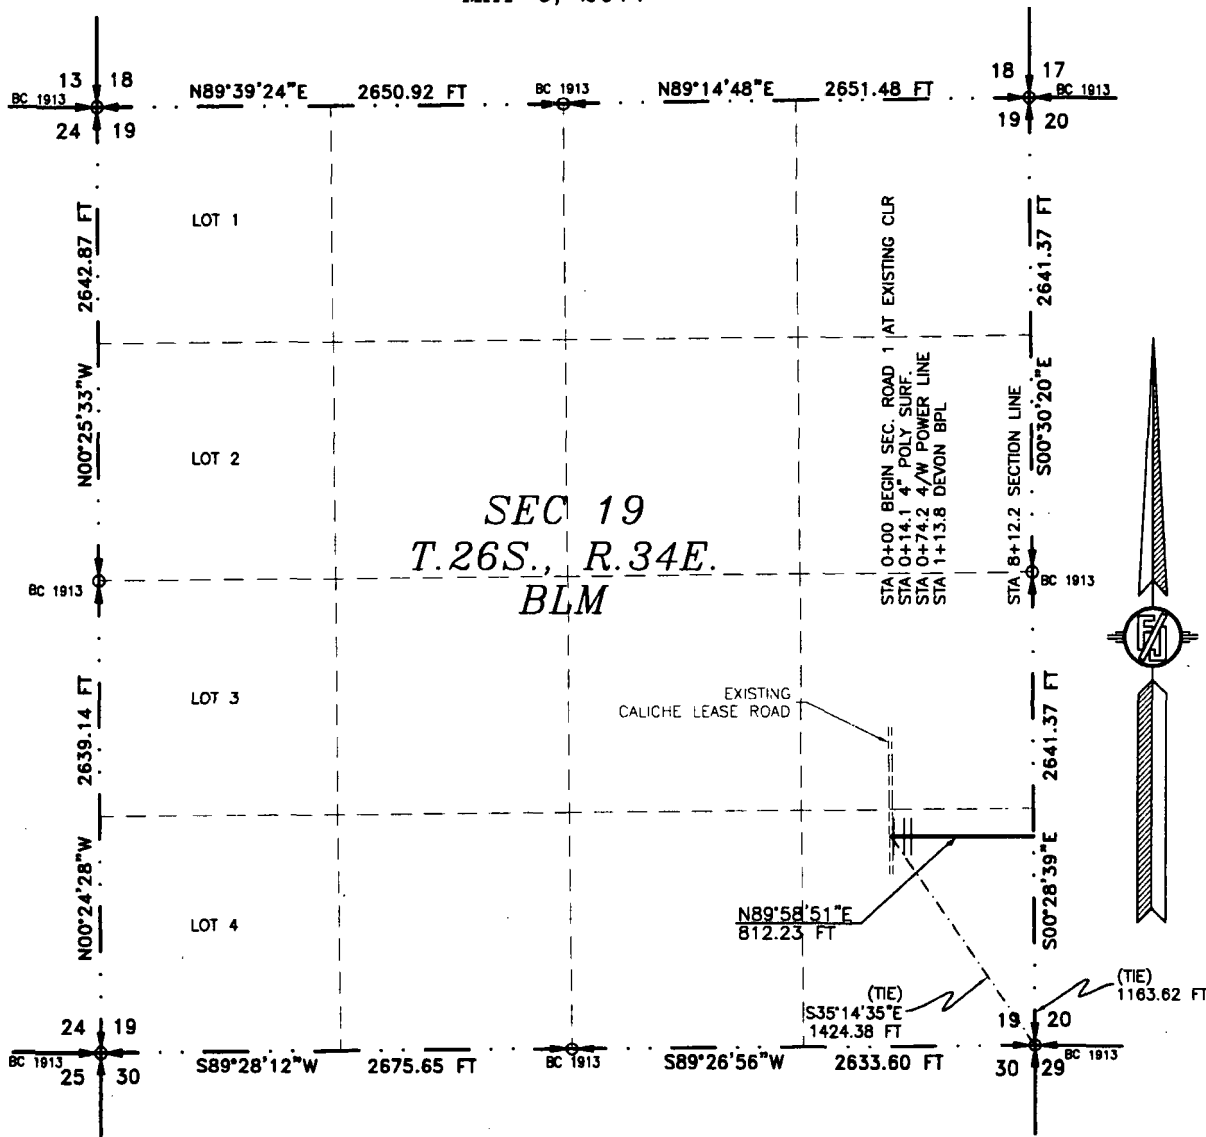 13 18
18 17
BC 1913
N89°39'24"E 2650.92 FT
BC 1913
N89°14'48"E 2651.48 FT
BC 1913
24 19
19 20
LOT 1
2642.87 FT
N00°25'33"W
2641.37 FT
S00°30'20"E
LOT 2
STA 0+00 BEGIN SEC. ROAD 1 AT EXISTING CLR
STA 0+14.1 4" POLY SURF.
STA 0+74.2 4/W POWER LINE
STA 1+13.8 DEVON BPL
STA 8+12.2 SECTION LINE
SEC 19
T.26S., R.34E.
BLM
BC 1913
BC 1913
LOT 3
EXISTING
CALICHE LEASE ROAD
2639.14 FT
N00°24'28"W
2641.37 FT
S00°28'39"E
LOT 4
N89°58'51"E
812.23 FT
(TIE)
S35°14'35"E
1424.38 FT
(TIE)
1163.62 FT
24 19
19 20
BC 1913
S89°28'12"W 2675.65 FT
BC 1913
S89°26'56"W 2633.60 FT
BC 1913
25 30
30 29